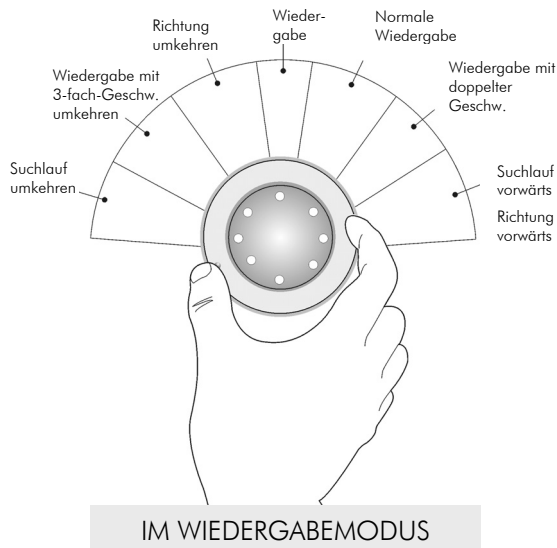 Suchlauf
umkehren
Wiedergabe mit
3-fach-Geschw.
umkehren
Richtung
umkehren
Wieder-
gabe
Normale
Wiedergabe
Wiedergabe mit
doppelter
Geschw.
Suchlauf
vorwärts
Richtung
vorwärts
IM WIEDERGABEMODUS